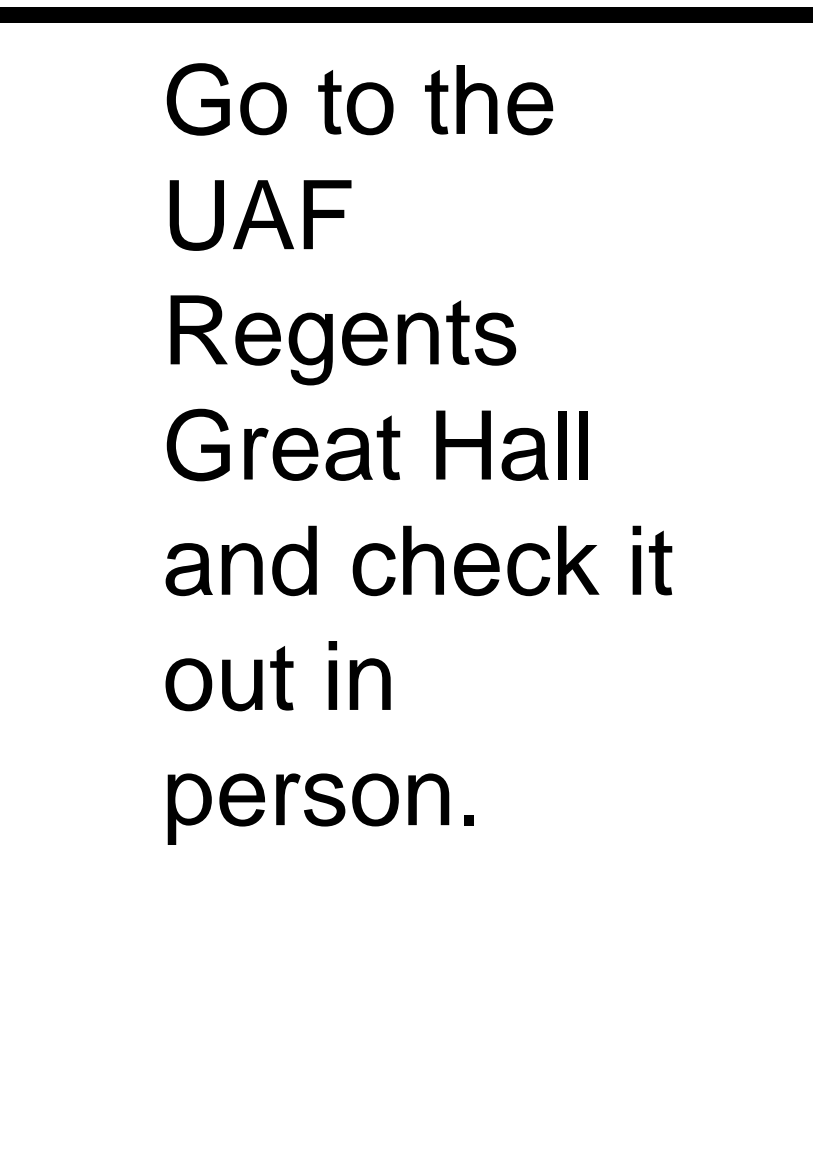 Go to the
UAF
Regents
Great Hall
and check it
out in
person.